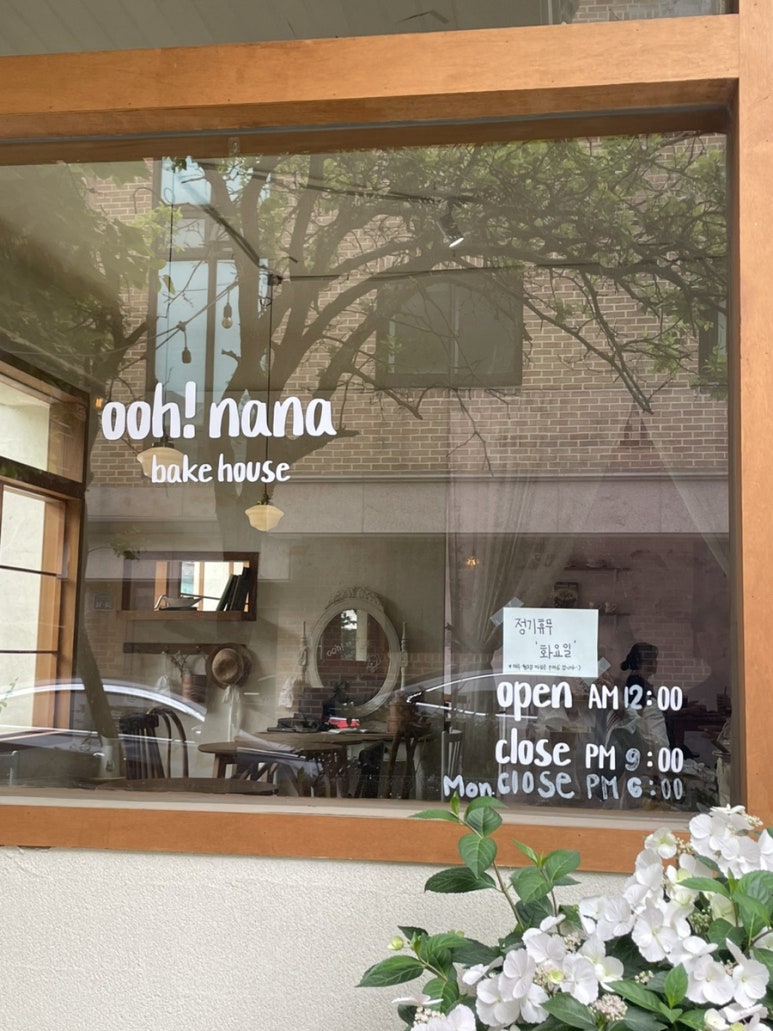 ooh! nana
bake house
정기휴무
'화요일'
open AM 12:00
close PM 9:00
Mon. close PM 6:00